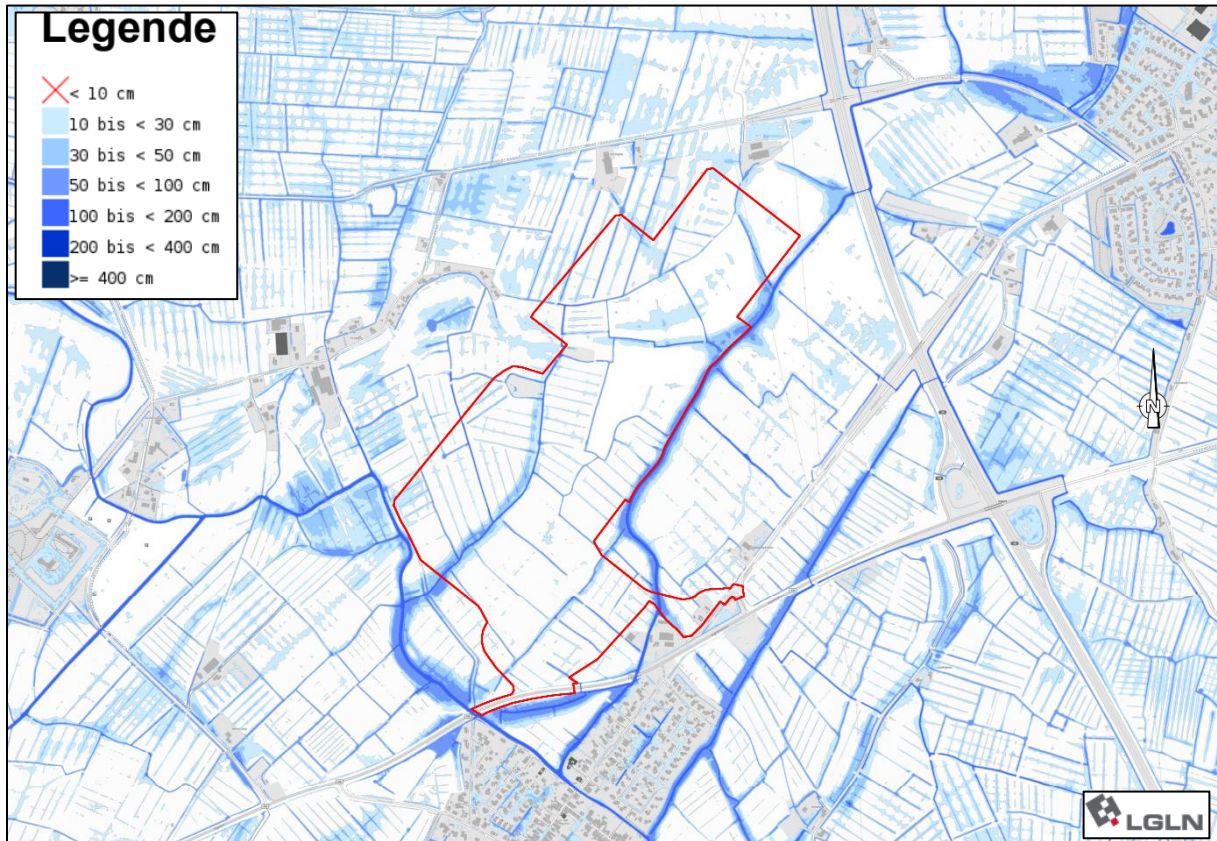 Legende
< 10 cm
10 bis < 30 cm
30 bis < 50 cm
50 bis < 100 cm
100 bis < 200 cm
200 bis < 400 cm
>= 400 cm
N
LGLN